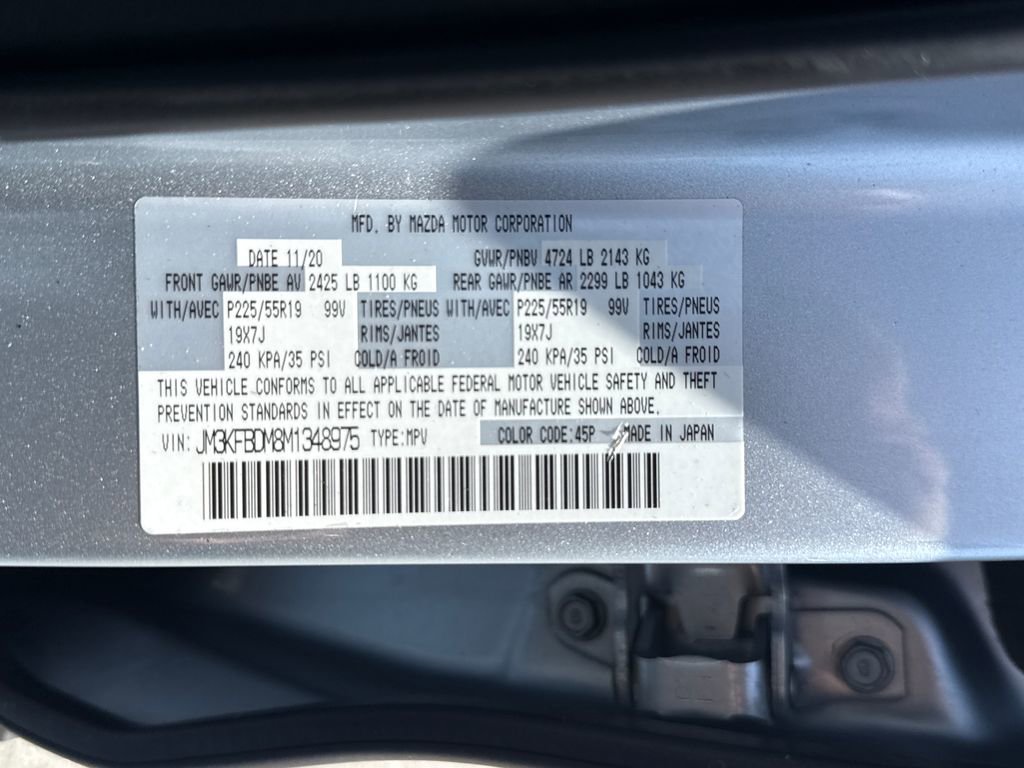 MFD. BY MAZDA MOTOR CORPORATION
DATE 11/20 GVWR/PNBV 4724 LB 2143 KG
FRONT GAWR/PNBE AV 2425 LB 1100 KG REAR GAWR/PNBE AR 2299 LB 1043 KG
WITH/AVEC P225/55R19 99V TIRES/PNEUS WITH/AVEC P225/55R19 99V TIRES/PNEUS
19X7J RIMS/JANTES 19X7J RIMS/JANTES
240 KPA/35 PSI COLD/A FROID 240 KPA/35 PSI COLD/A FROID
THIS VEHICLE CONFORMS TO ALL APPLICABLE FEDERAL MOTOR VEHICLE SAFETY AND THEFT
PREVENTION STANDARDS IN EFFECT ON THE DATE OF MANUFACTURE SHOWN ABOVE.
VIN: JM3KFBDM8M1348975 TYPE:MPV COLOR CODE:45P MADE IN JAPAN